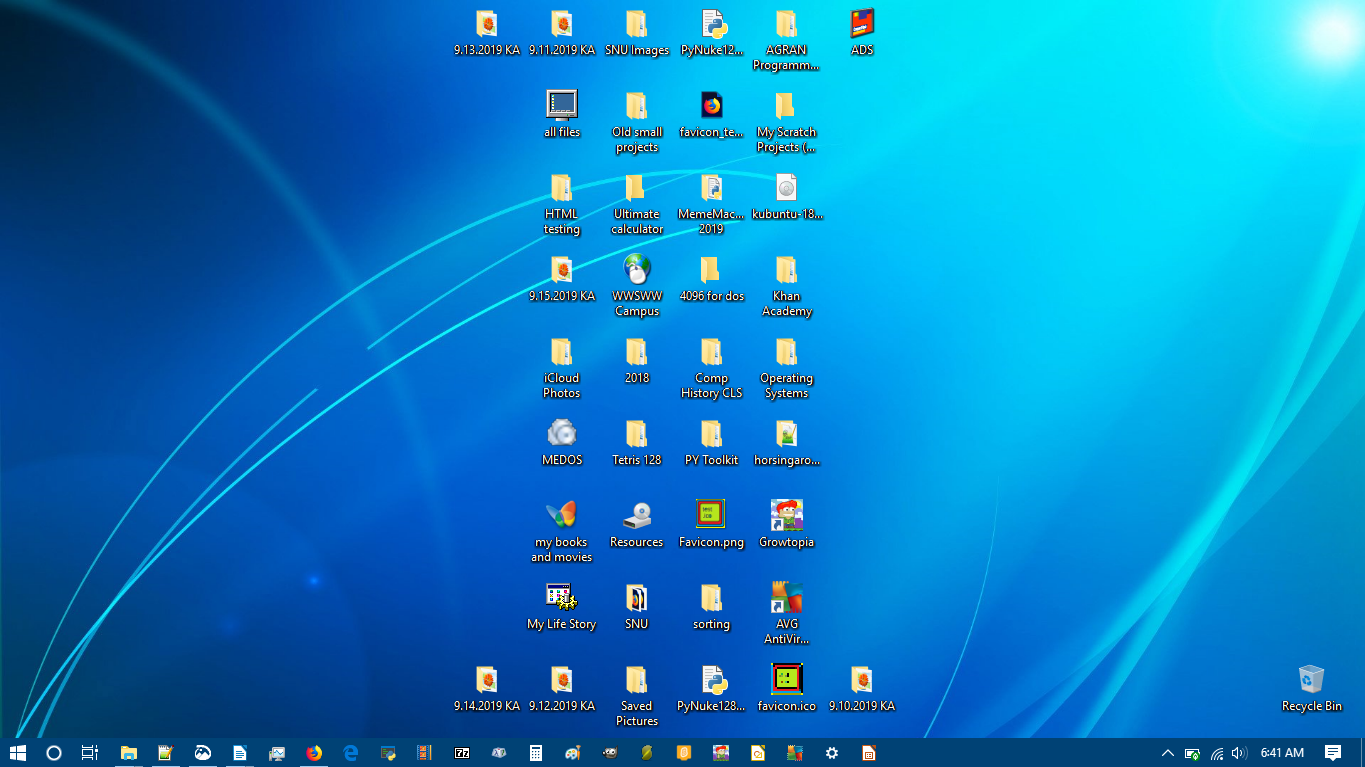 9.13.2019 KA
9.11.2019 KA
SNU Images
PyNuke12...
AGRAN
Programm...
ADS
all files
Old small
projects
favicon_te...
My Scratch
Projects (...
HTML
testing
Ultimate
calculator
MemeMac...
2019
kubuntu-18...
9.15.2019 KA
WWSWW
Campus
4096 for dos
Khan
Academy
iCloud
Photos
2018
Comp
History CLS
Operating
Systems
MEDOS
Tetris 128
PY Toolkit
horsingaro...
my books
and movies
Resources
test
.ico
Favicon.png
Growtopia
My Life Story
SNU
sorting
AVG
AntiVir...
9.14.2019 KA
9.12.2019 KA
Saved
Pictures
PyNuke128...
favicon.ico
9.10.2019 KA
Recycle Bin
7z
6:41 AM